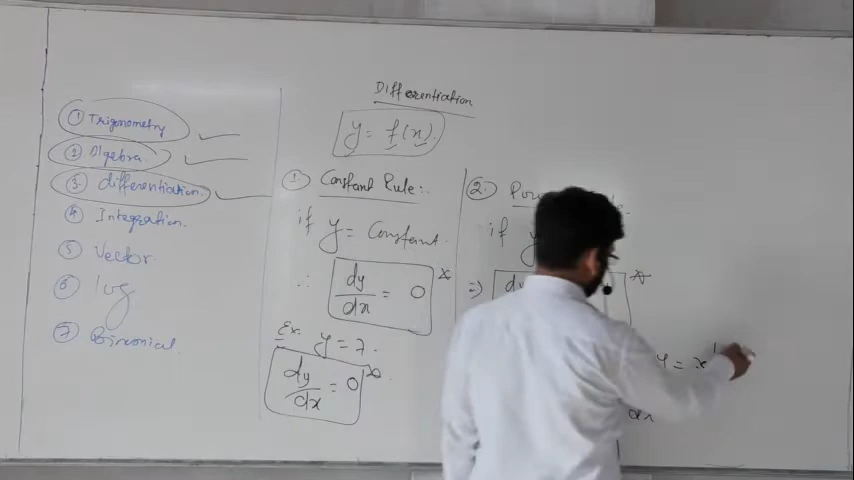 ① Trigonometry
② Algebra.
③ differentiation.
④ Integration.
⑤ Vector.
⑥ log
⑦ Binomial.
Differentiation
y = f(x).
① Constant Rule:.
if y = Constant.
∴ dy/dx = 0
Ex. y = 7.
dy/dx = 0
②.
if y
⇒ dy
y = x
dx